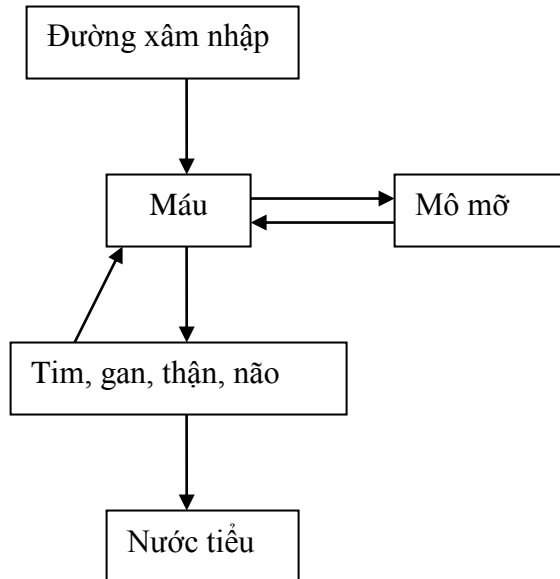 Đường xâm nhập
Máu
Mô mỡ
Tim, gan, thận, não
Nước tiểu